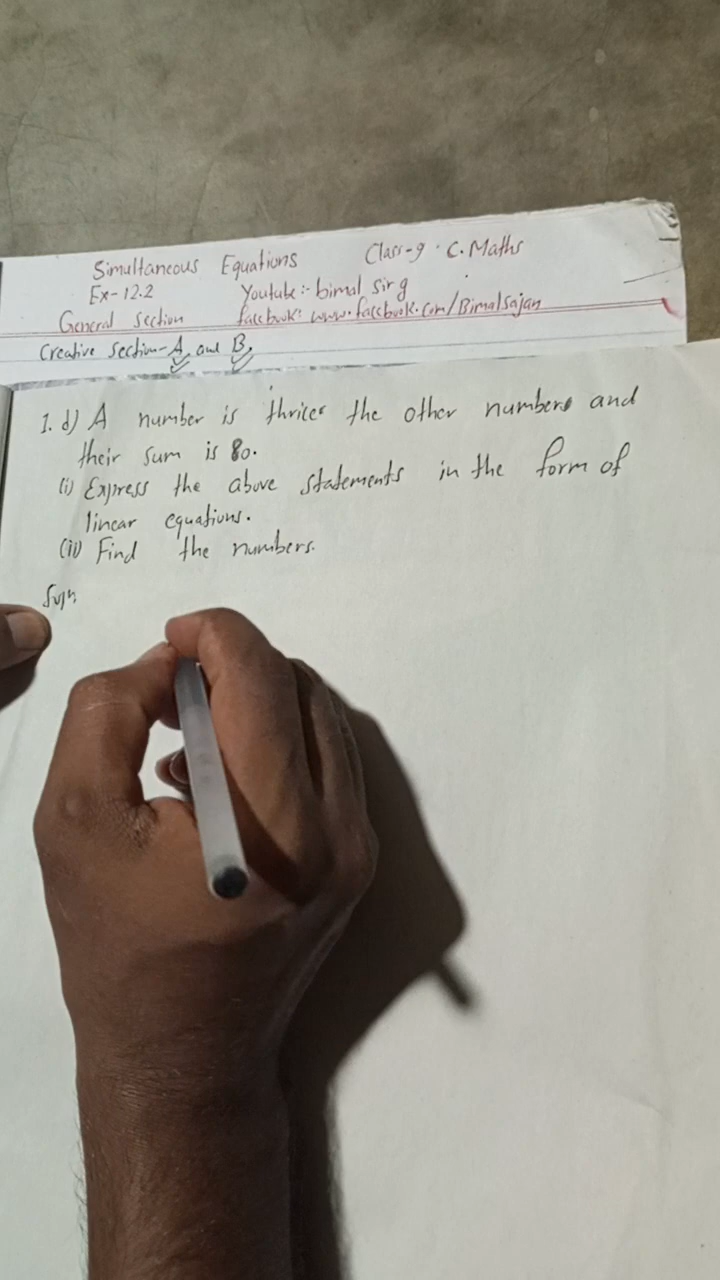 Simultaneous Equations Class-9. C. Maths
Ex-12.2 Youtube:- bimal sir g
General section facebook: www.facebook.com/Bimalsajan
Creative section-A and B,
1. d) A number is thrices the other numbers and
their sum is 80.
(i) Express the above statements in the form of
linear equations.
(ii) Find the numbers.
Soln